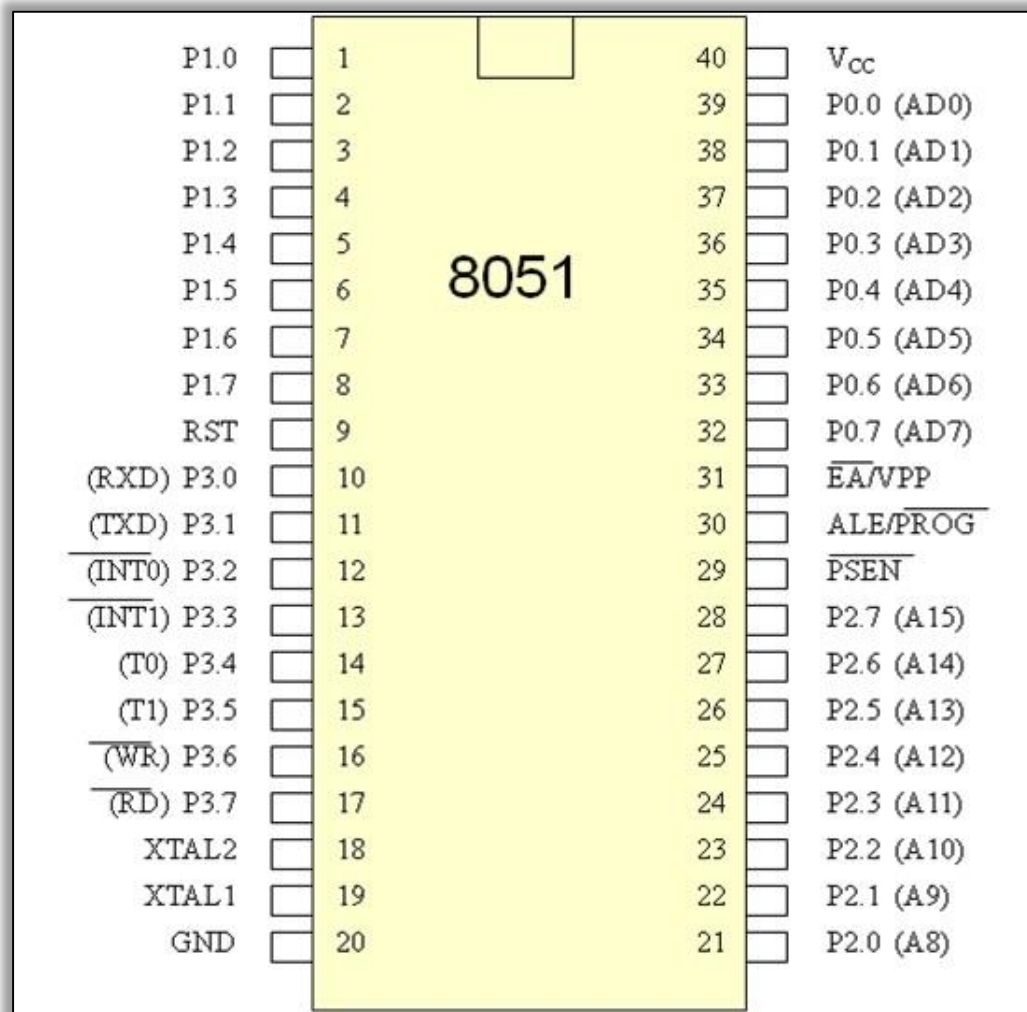 P1.0 1 40 VCC
P1.1 2 39 P0.0 (AD0)
P1.2 3 38 P0.1 (AD1)
P1.3 4 37 P0.2 (AD2)
P1.4 5 36 P0.3 (AD3)
8051
P1.5 6 35 P0.4 (AD4)
P1.6 7 34 P0.5 (AD5)
P1.7 8 33 P0.6 (AD6)
RST 9 32 P0.7 (AD7)
(RXD) P3.0 10 31 EA/VPP
(TXD) P3.1 11 30 ALE/PROG
(INT0) P3.2 12 29 PSEN
(INT1) P3.3 13 28 P2.7 (A15)
(T0) P3.4 14 27 P2.6 (A14)
(T1) P3.5 15 26 P2.5 (A13)
(WR) P3.6 16 25 P2.4 (A12)
(RD) P3.7 17 24 P2.3 (A11)
XTAL2 18 23 P2.2 (A10)
XTAL1 19 22 P2.1 (A9)
GND 20 21 P2.0 (A8)